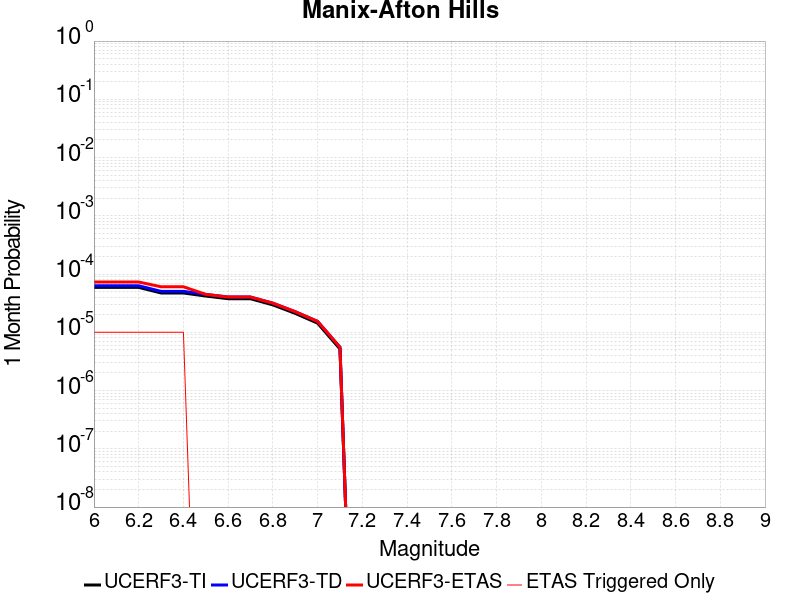 Manix-Afton Hills
10^0
10^-1
10^-2
10^-3
10^-4
10^-5
10^-6
10^-7
10^-8
1 Month Probability
6 6.2 6.4 6.6 6.8 7 7.2 7.4 7.6 7.8 8 8.2 8.4 8.6 8.8 9
Magnitude
UCERF3-TI UCERF3-TD UCERF3-ETAS ETAS Triggered Only